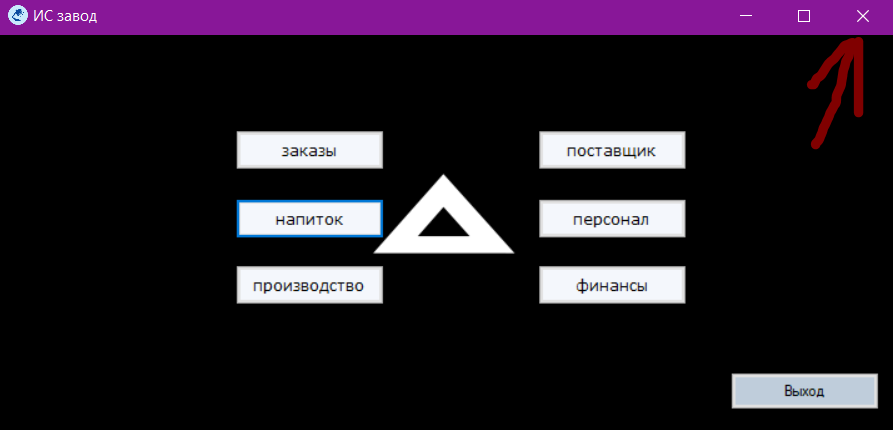 ИС завод
заказы
поставщик
напиток
персонал
производство
финансы
Выход